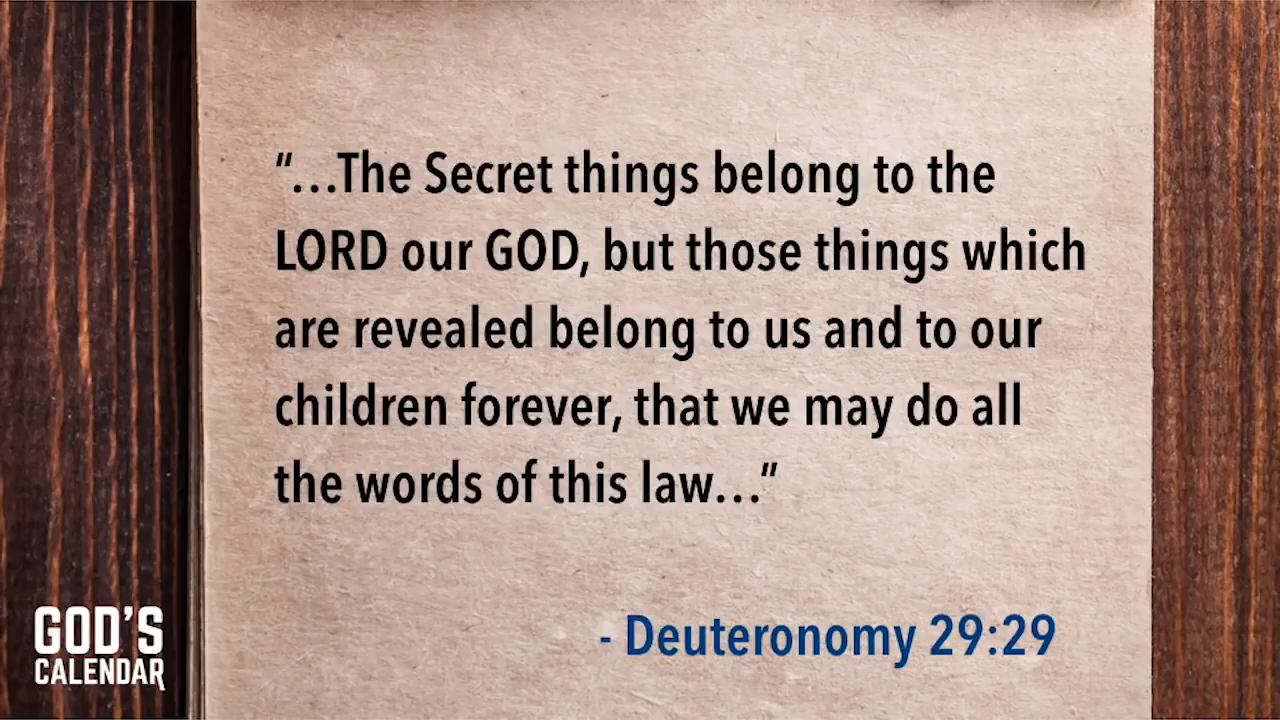 “…The Secret things belong to the
LORD our GOD, but those things which
are revealed belong to us and to our
children forever, that we may do all
the words of this law…”
- Deuteronomy 29:29
GOD’S
CALENDAR